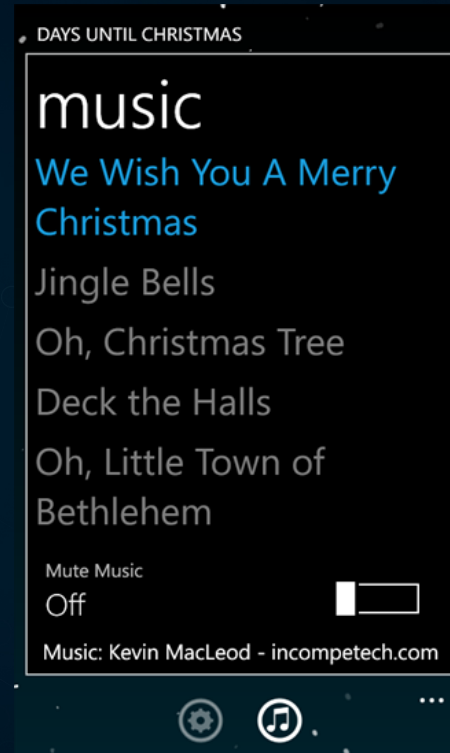 DAYS UNTIL CHRISTMAS
music
We Wish You A Merry
Christmas
Jingle Bells
Oh, Christmas Tree
Deck the Halls
Oh, Little Town of
Bethlehem
Mute Music
Off
Music: Kevin MacLeod - incompetech.com